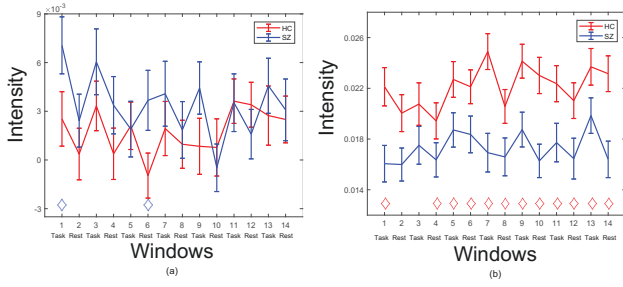 ×10⁻³
9
6
3
0
-3
Intensity
HC
SZ
1 2 3 4 5 6 7 8 9 10 11 12 13 14
Task Rest Task Rest Task Rest Task Rest Task Rest Task Rest Task Rest
Windows
(a)
0.026
0.022
0.018
0.014
Intensity
HC
SZ
1 2 3 4 5 6 7 8 9 10 11 12 13 14
Task Rest Task Rest Task Rest Task Rest Task Rest Task Rest Task Rest
Windows
(b)